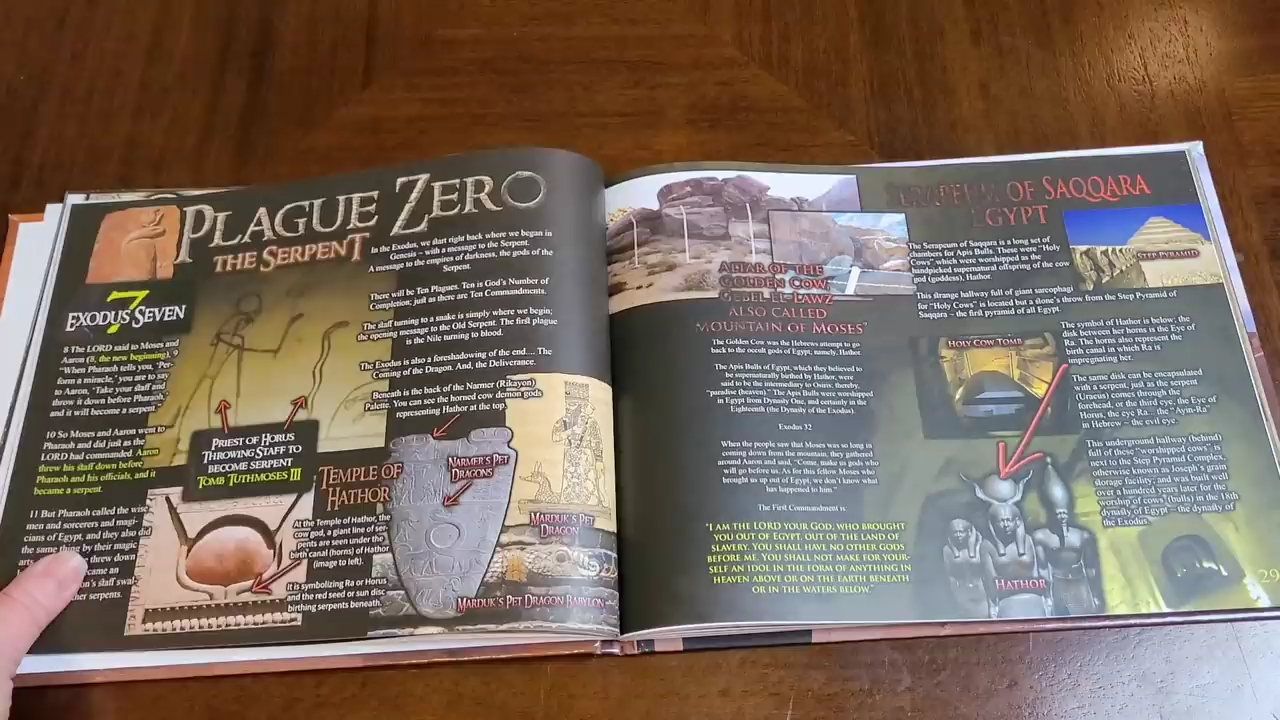 PLAGUE ZERO
THE SERPENT
7
EXODUS SEVEN
8 The LORD said to Moses and
Aaron (8, the new beginning), 9
"When Pharaoh tells you, 'Per-
form a miracle,' you are to say
to Aaron, 'Take your staff and
throw it down before Pharaoh,'
and it will become a serpent."
10 So Moses and Aaron went to
Pharaoh and did just as the
LORD had commanded. Aaron
threw his staff down before
Pharaoh and his officials, and it
became a serpent.
11 But Pharaoh called the wise
men and sorcerers and magi-
cians of Egypt, and they also did
the same thing by their magic
threw down
came an
swal-
serpents.
In the Exodus, we start right back where we began in
Genesis – with a message to the Serpent.
A message to the empires of darkness, the gods of the
Serpent.
There will be Ten Plagues. Ten is God's Number of
Completion; just as there are Ten Commandments.
The staff turning to a snake is simply where we begin;
the opening message to the Old Serpent. The first plague
is the Nile turning to blood.
The Exodus is also a foreshadowing of the end.... The
Coming of the Dragon. And, the Deliverance.
Beneath is the back of the Narmer (Rikayon)
Palette. You can see the horned cow demon gods
representing Hathor at the top.
PRIEST OF HORUS
THROWING STAFF TO
BECOME SERPENT
TOMB TUTHMOSES III
TEMPLE OF
HATHOR
At the Temple of Hathor, the
cow god, a giant line of ser-
pents are seen under the
birth canal (horns) of Hathor
(image to left).
It is symbolizing Ra or Horus
and the red seed or sun disc
birthing serpents beneath.
NARMER'S PET
DRAGONS
MARDUK'S PET
DRAGON
MARDUK'S PET DRAGON BABYLON
ALTAR OF THE
GOLDEN COW,
GEBEL EL-LAWZ
ALSO CALLED
"MOUNTAIN OF MOSES"
The Golden Cow was the Hebrews attempt to go
back to the occult gods of Egypt; namely, Hathor.
The Apis Bulls of Egypt, which they believed to
be supernaturally birthed by Hathor, were
said to be the intermediary to Osiris; thereby,
"paradise (heaven)." The Apis Bulls were worshipped
in Egypt from Dynasty One, and certainly in the
Eighteenth (the Dynasty of the Exodus).
Exodus 32
When the people saw that Moses was so long in
coming down from the mountain, they gathered
around Aaron and said, "Come, make us gods who
will go before us. As for this fellow Moses who
brought us up out of Egypt, we don't know what
has happened to him."
The First Commandment is:
"I AM THE LORD YOUR GOD, WHO BROUGHT
YOU OUT OF EGYPT, OUT OF THE LAND OF
SLAVERY. YOU SHALL HAVE NO OTHER GODS
BEFORE ME. YOU SHALL NOT MAKE FOR YOUR-
SELF AN IDOL IN THE FORM OF ANYTHING IN
HEAVEN ABOVE OR ON THE EARTH BENEATH
OR IN THE WATERS BELOW."
SERAPEUM OF SAQQARA
EGYPT
The Serapeum of Saqqara is a long set of
chambers for Apis Bulls. These were "Holy
Cows" which were worshipped as the
handpicked supernatural offspring of the cow
god (goddess), Hathor.
This strange hallway full of giant sarcophagi
for "Holy Cows" is located but a stone's throw from the Step Pyramid of
Saqqara – the first pyramid of all Egypt.
STEP PYRAMID
HOLY COW TOMB
The symbol of Hathor is below; the
disk between her horns is the Eye of
Ra. The horns also represent the
birth canal in which Ra is
impregnating her.
The same disk can be encapsulated
with a serpent; just as the serpent
(Uraeus) comes through the
forehead, or the third eye, the Eye of
Horus, the eye Ra... the "Ayin-Ra"
in Hebrew – the evil eye.
This underground hallway (behind)
full of these "worshipped cows" is
next to the Step Pyramid Complex,
otherwise known as Joseph's grain
storage facility; and was built well
over a hundred years later for the
worship of cows (bulls) in the 18th
dynasty of Egypt – the dynasty of
the Exodus.
HATHOR
29